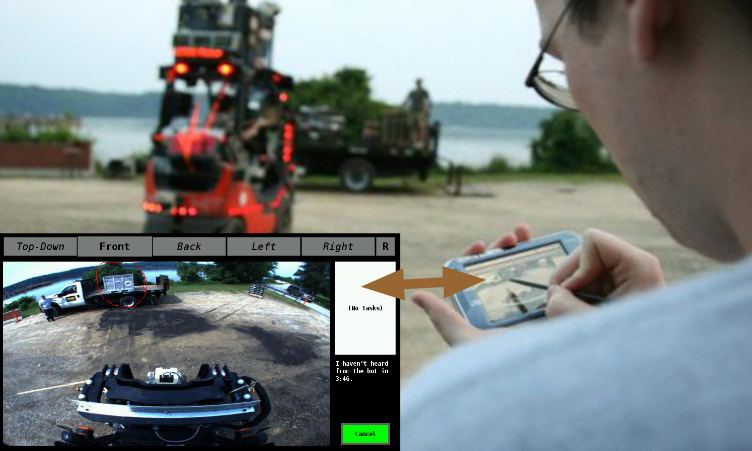 Top-Down Front Back Left Right R
(No Tasks)
I haven't heard
from the bot in
3:46.
Cancel